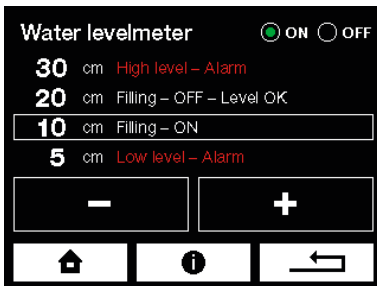 Water levelmeter ON OFF
30 cm High level – Alarm
20 cm Filling – OFF – Level OK
10 cm Filling – ON
5 cm Low level – Alarm
– +